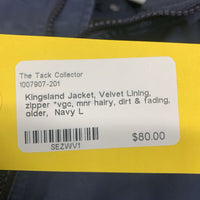 The Tack Collector
1007907-201
Kingsland Jacket, Velvet Lining,
zipper *vgc, mnr hairy, dirt & fading,
older, Navy L
SEZWV1
$80.00